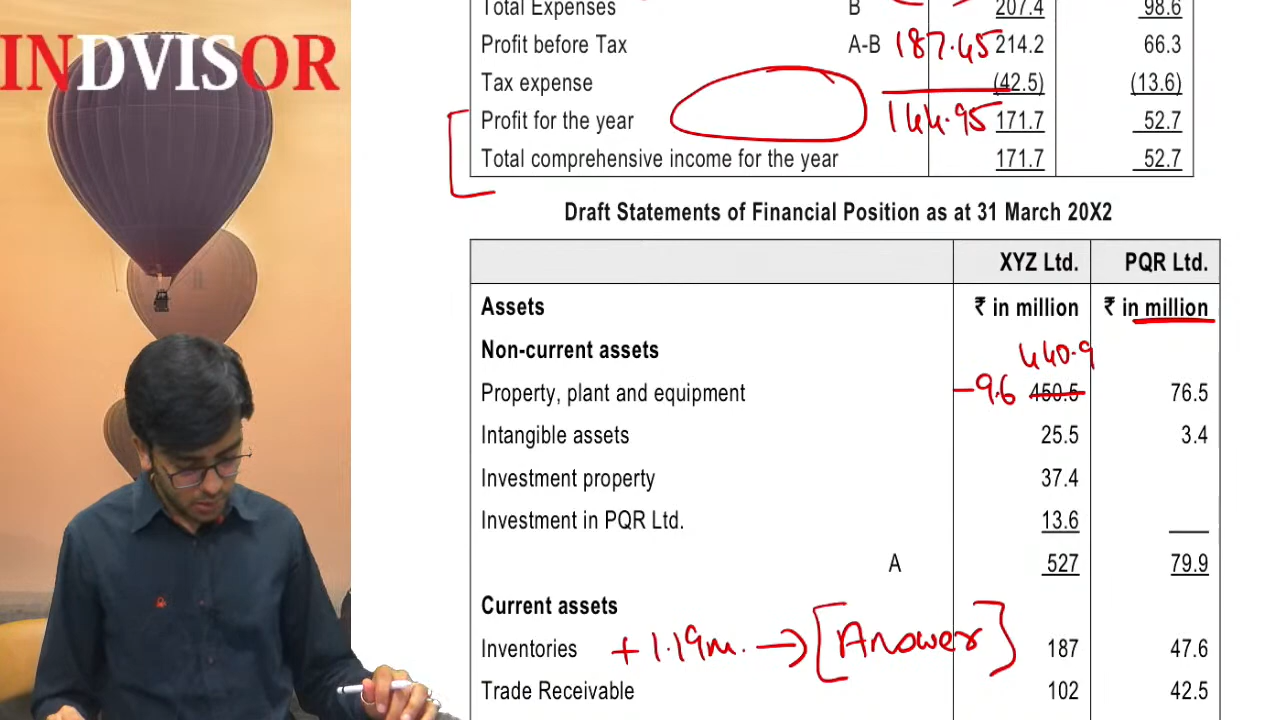 INDVISOR
Total Expenses B 207.4 98.6
Profit before Tax A-B 187.45 214.2 66.3
Tax expense (42.5) (13.6)
Profit for the year 144.95 171.7 52.7
Total comprehensive income for the year 171.7 52.7
Draft Statements of Financial Position as at 31 March 20X2
XYZ Ltd. PQR Ltd.
Assets ₹ in million ₹ in million
Non-current assets 440.9
Property, plant and equipment -9.6 450.5 76.5
Intangible assets 25.5 3.4
Investment property 37.4
Investment in PQR Ltd. 13.6
A 527 79.9
Current assets
Inventories +1.19m. → [Answer] 187 47.6
Trade Receivable 102 42.5